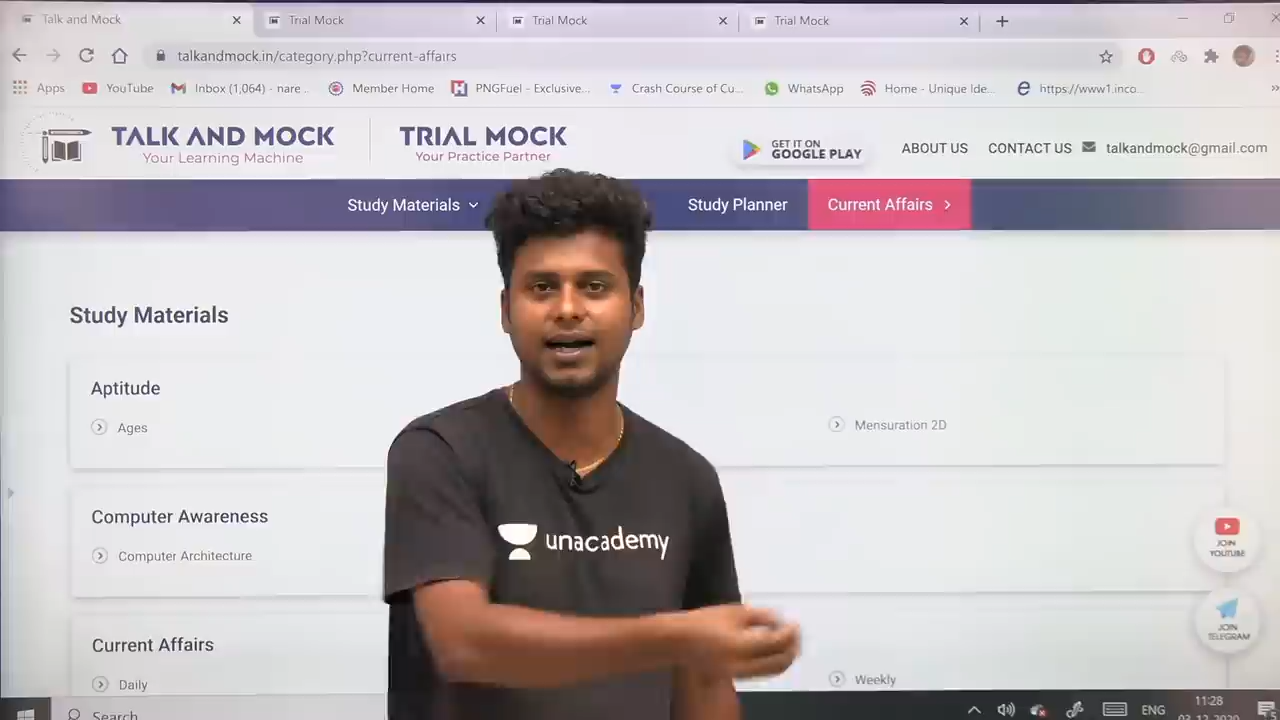 Talk and Mock
Trial Mock
Trial Mock
Trial Mock
talkandmock.in/category.php?current-affairs
Apps
YouTube
Inbox (1,064) - nare...
Member Home
PNGFuel - Exclusive...
Crash Course of Cu...
WhatsApp
Home - Unique Ide...
https://www1.inco...
TALK AND MOCK
Your Learning Machine
TRIAL MOCK
Your Practice Partner
GET IT ON
GOOGLE PLAY
ABOUT US
CONTACT US
talkandmock@gmail.com
Study Materials
Study Planner
Current Affairs
Study Materials
Aptitude
Ages
Mensuration 2D
Computer Awareness
Computer Architecture
Current Affairs
Daily
Weekly
unacademy
JOIN
YOUTUBE
JOIN
TELEGRAM
Search
ENG
11:28
03-12-2020